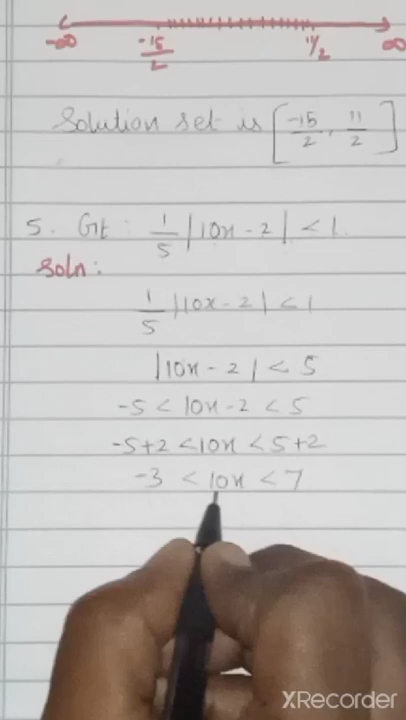 -∞ -15/2 11/2 ∞
Solution set is [-15/2, 11/2]
5. Git: 1/5 |10x - 2| < 1.
Soln:
1/5 |10x - 2| < 1
|10x - 2| < 5
-5 < 10x - 2 < 5
-5+2 < 10x < 5+2
-3 < 10x < 7
XRecorder